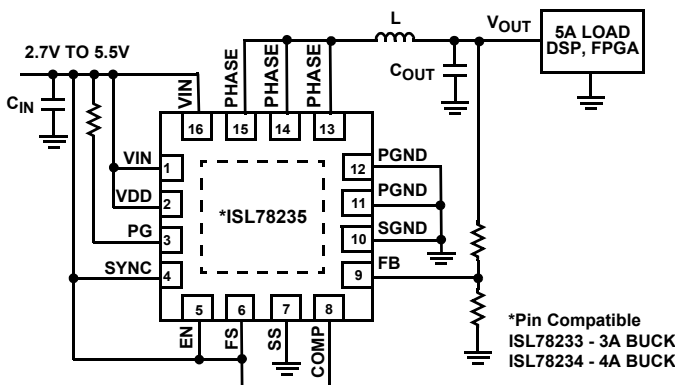 L
VOUT
5A LOAD
DSP, FPGA
2.7V TO 5.5V
COUT
CIN
VIN
PHASE
PHASE
PHASE
16
15
14
13
VIN
1
12
PGND
VDD
2
*ISL78235
11
PGND
PG
3
10
SGND
SYNC
4
9
FB
5
6
7
8
EN
FS
SS
COMP
*Pin Compatible
ISL78233 - 3A BUCK
ISL78234 - 4A BUCK